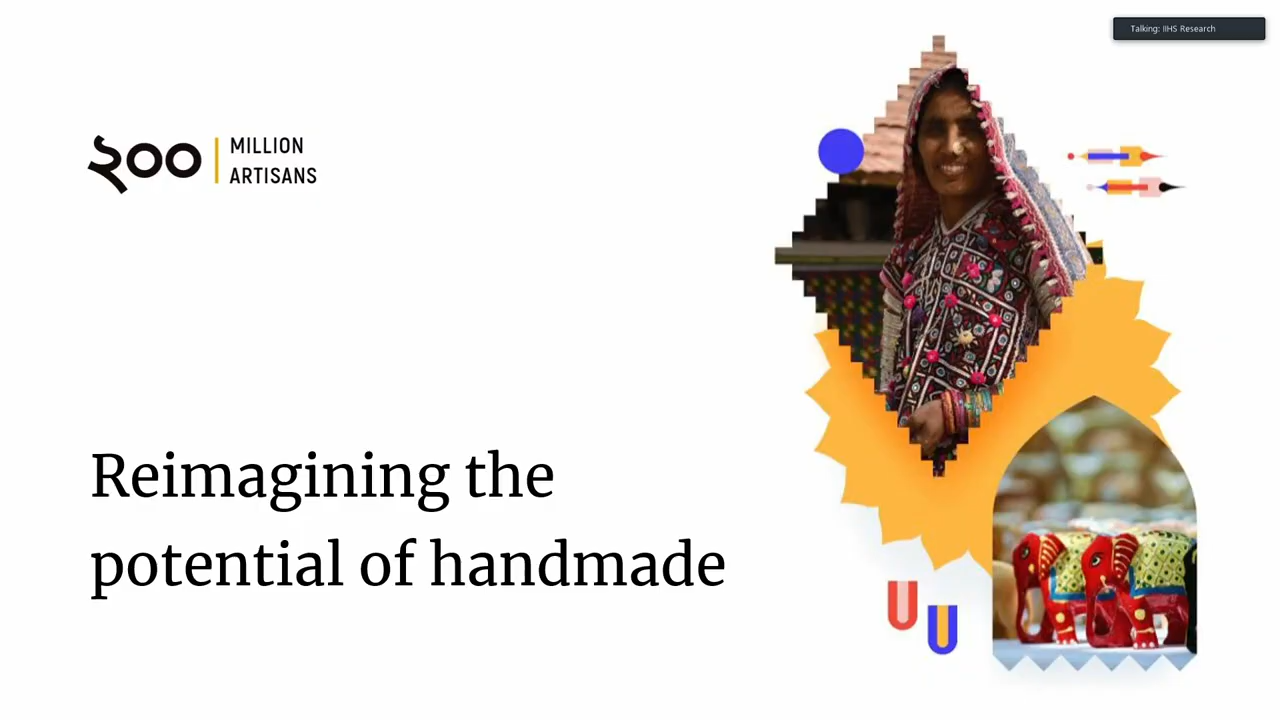 २००
MILLION
ARTISANS
Talking: IIHS Research
Reimagining the
potential of handmade